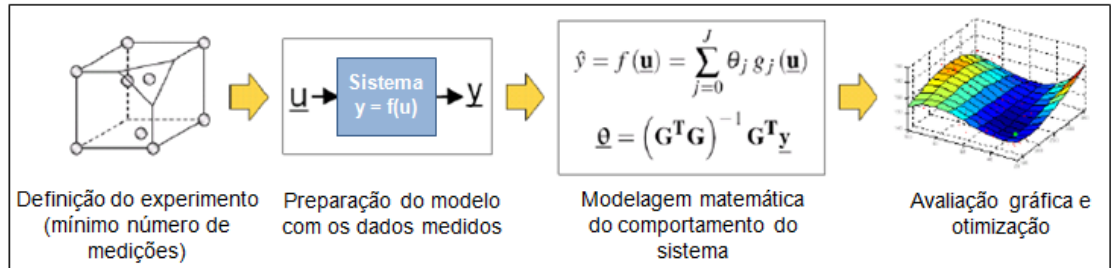 u
Sistema
y = f(u)
y
ŷ = f(u) = ∑_{j=0}^{J} θ_j g_j(u)
θ = (GᵀG)⁻¹ Gᵀy
Definição do experimento
(mínimo número de
medições)
Preparação do modelo
com os dados medidos
Modelagem matemática
do comportamento do
sistema
Avaliação gráfica e
otimização